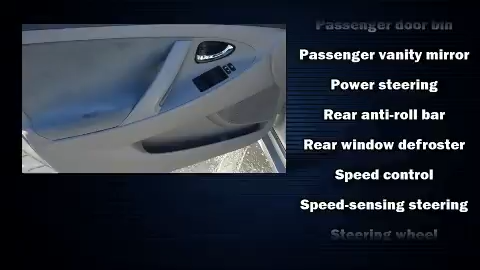 Passenger door bin
Passenger vanity mirror
Power steering
Rear anti-roll bar
Rear window defroster
Speed control
Speed-sensing steering
Steering wheel